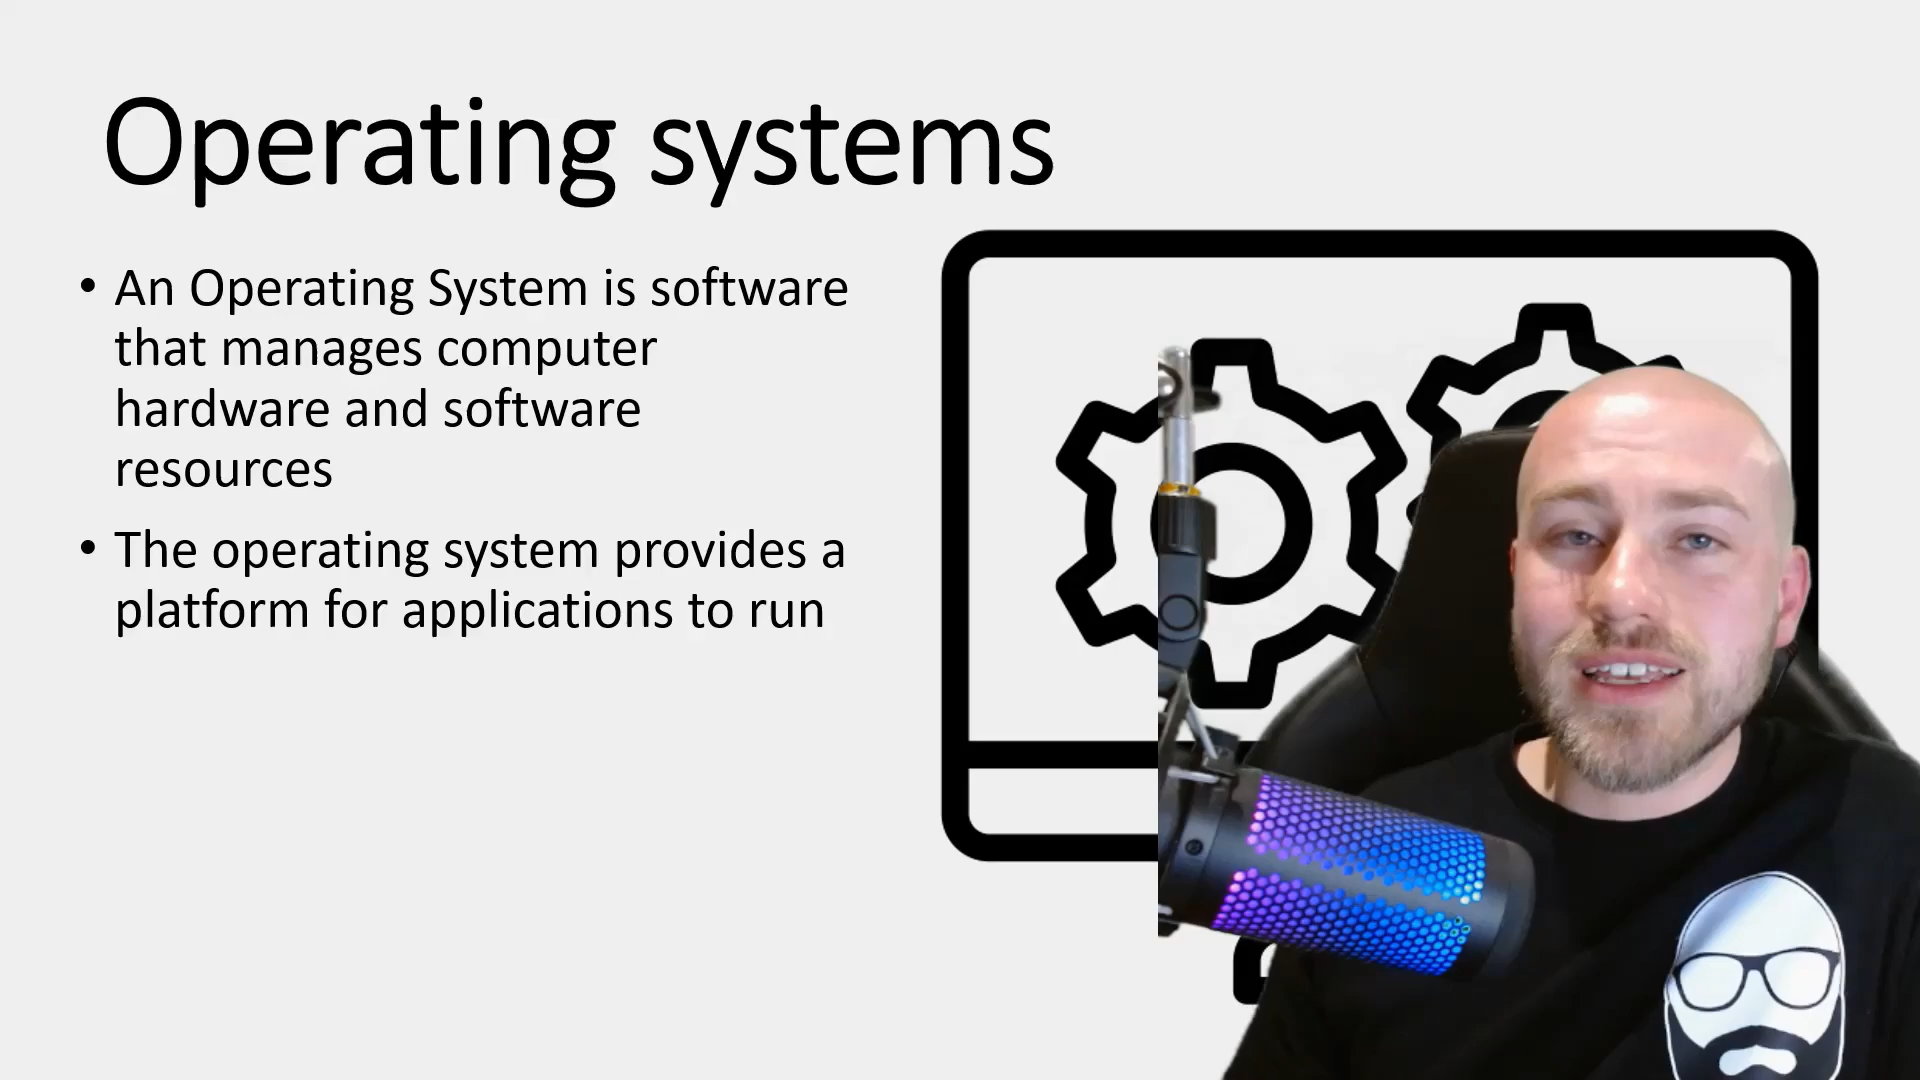 Operating systems
• An Operating System is software
that manages computer
hardware and software
resources
• The operating system provides a
platform for applications to run